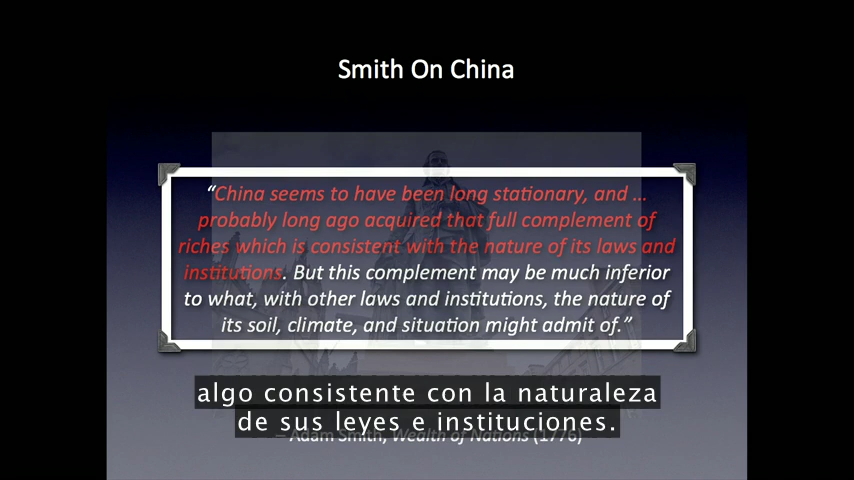 Smith On China
“China seems to have been long stationary, and ...
probably long ago acquired that full complement of
riches which is consistent with the nature of its laws and
institutions. But this complement may be much inferior
to what, with other laws and institutions, the nature of
its soil, climate, and situation might admit of.”
algo consistente con la naturaleza
de sus leyes e instituciones.
– Adam Smith, Wealth of Nations (1776)